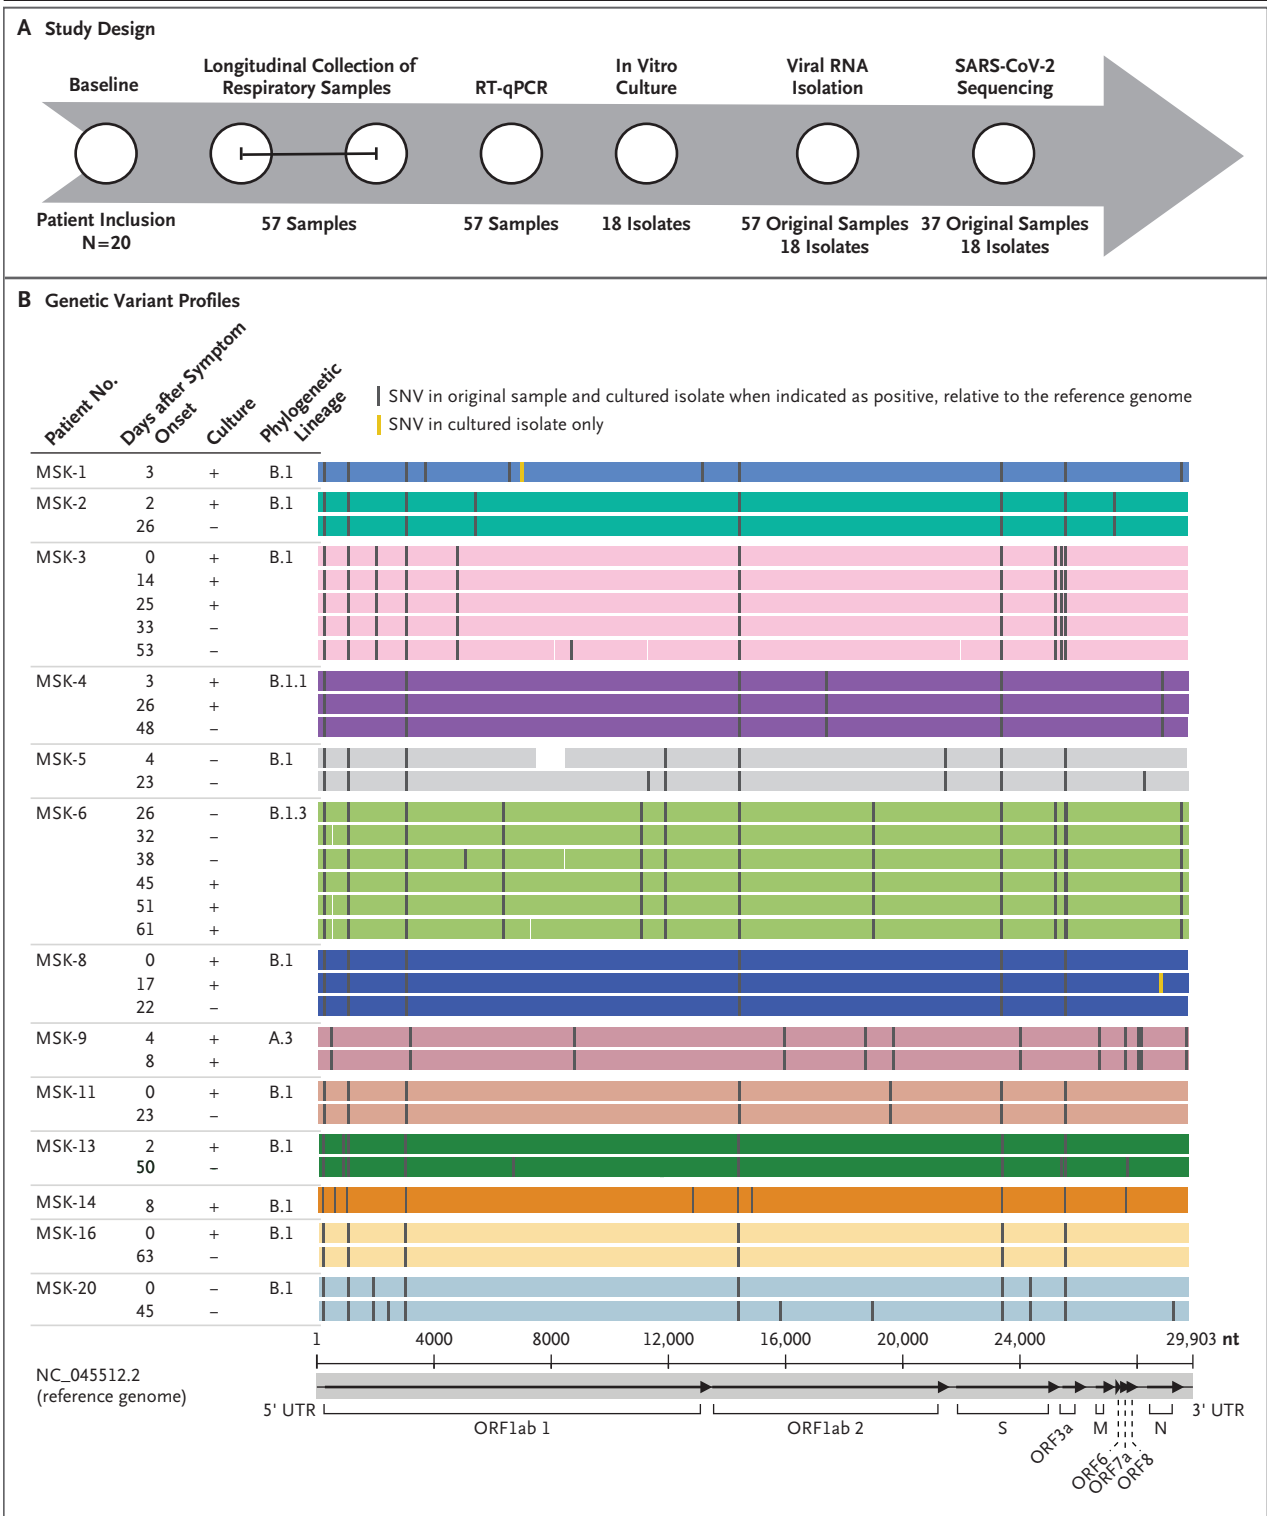 A Study Design
Baseline
Longitudinal Collection of
Respiratory Samples
RT-qPCR
In Vitro
Culture
Viral RNA
Isolation
SARS-CoV-2
Sequencing
Patient Inclusion
N=20
57 Samples
57 Samples
18 Isolates
57 Original Samples
18 Isolates
37 Original Samples
18 Isolates
B Genetic Variant Profiles
Patient No.
Days after Symptom
Onset
Culture
Phylogenetic
Lineage
SNV in original sample and cultured isolate when indicated as positive, relative to the reference genome
SNV in cultured isolate only
MSK-1 3 + B.1
MSK-2 2 + B.1
26 –
MSK-3 0 + B.1
14 +
25 +
33 –
53 –
MSK-4 3 + B.1.1
26 +
48 –
MSK-5 4 – B.1
23 –
MSK-6 26 – B.1.3
32 –
38 –
45 +
51 +
61 +
MSK-8 0 + B.1
17 +
22 –
MSK-9 4 + A.3
8 +
MSK-11 0 + B.1
23 –
MSK-13 2 + B.1
50 –
MSK-14 8 + B.1
MSK-16 0 + B.1
63 –
MSK-20 0 – B.1
45 –
1 4000 8000 12,000 16,000 20,000 24,000 29,903 nt
NC_045512.2
(reference genome)
5' UTR
ORF1ab 1
ORF1ab 2
S
ORF3a
M
ORF6
ORF7a
ORF8
N
3' UTR